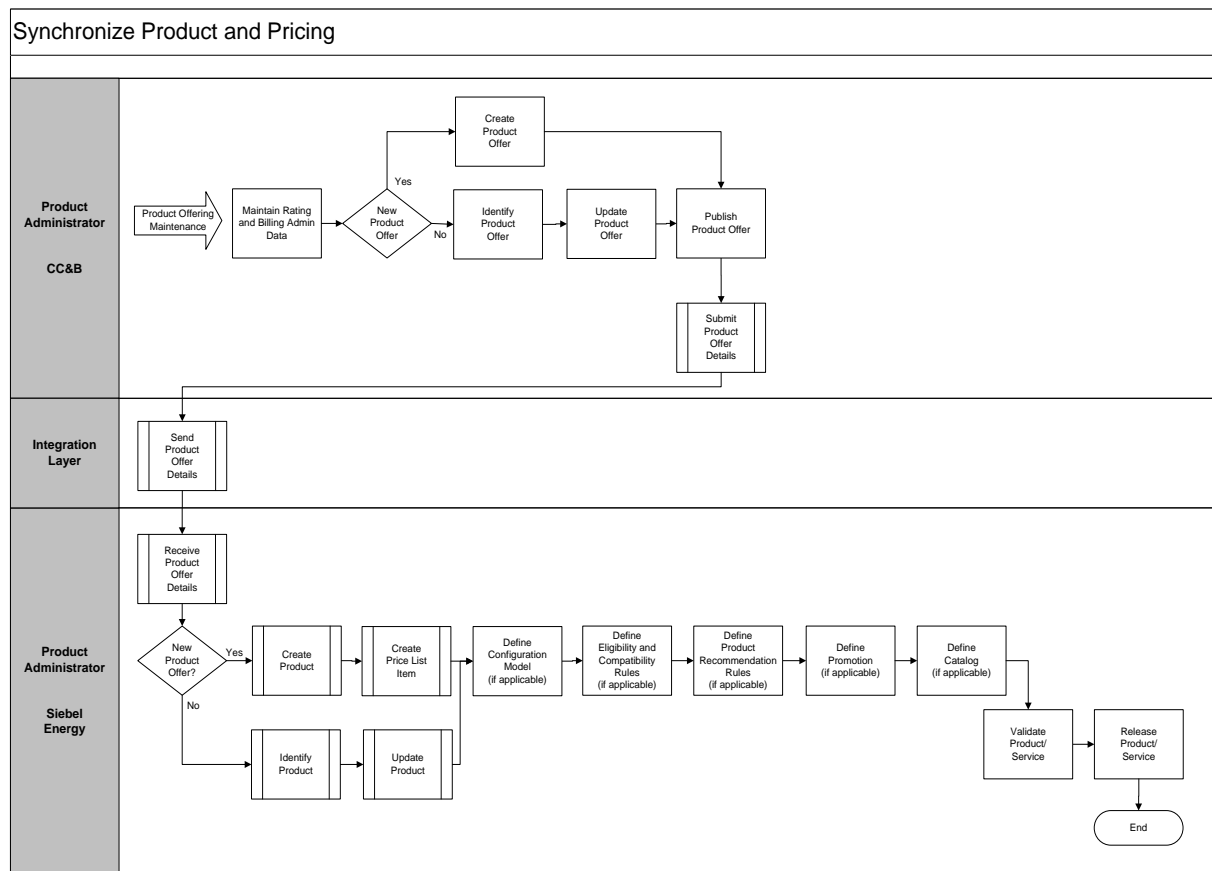 Synchronize Product and Pricing
Product
Administrator
CC&B
Product Offering
Maintenance
Maintain Rating
and Billing Admin
Data
New
Product
Offer
Yes
No
Create
Product
Offer
Identify
Product
Offer
Update
Product
Offer
Publish
Product Offer
Submit
Product
Offer
Details
Integration
Layer
Send
Product
Offer
Details
Product
Administrator
Siebel
Energy
Receive
Product
Offer
Details
New
Product
Offer?
Yes
No
Create
Product
Create
Price List
Item
Define
Configuration
Model
(if applicable)
Define
Eligibility and
Compatibility
Rules
(if applicable)
Define
Product
Recommendation
Rules
(if applicable)
Define
Promotion
(if applicable)
Define
Catalog
(if applicable)
Identify
Product
Update
Product
Validate
Product/
Service
Release
Product/
Service
End